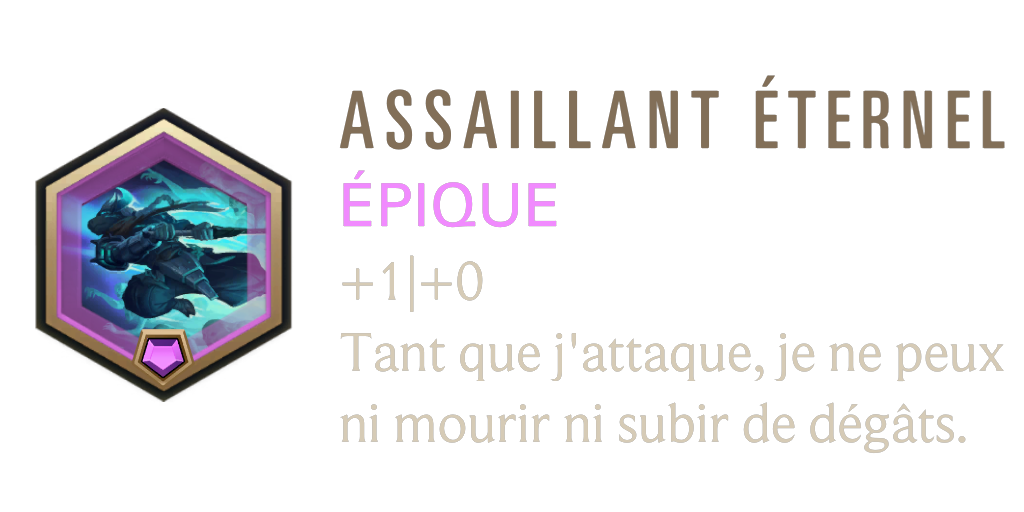 ASSAILLANT ÉTERNEL
ÉPIQUE
+1|+0
Tant que j'attaque, je ne peux
ni mourir ni subir de dégâts.